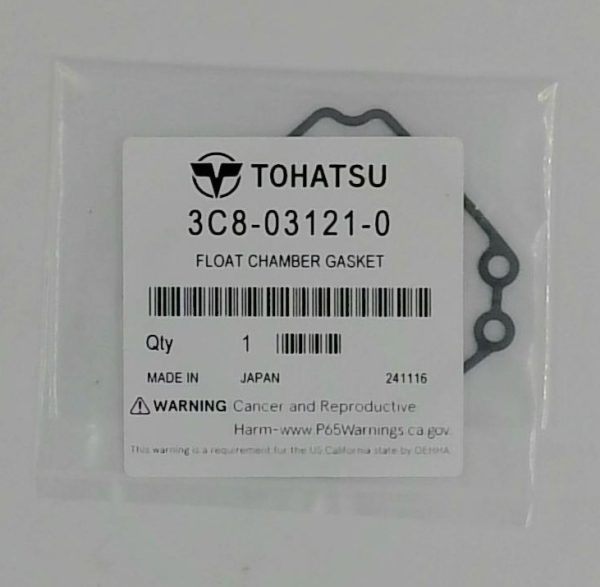 TOHATSU
3C8-03121-0
FLOAT CHAMBER GASKET
Qty 1
MADE IN JAPAN 241116
WARNING Cancer and Reproductive
Harm-www.P65Warnings.ca.gov.
This warning is a requirement for the US California state by OEHHA.